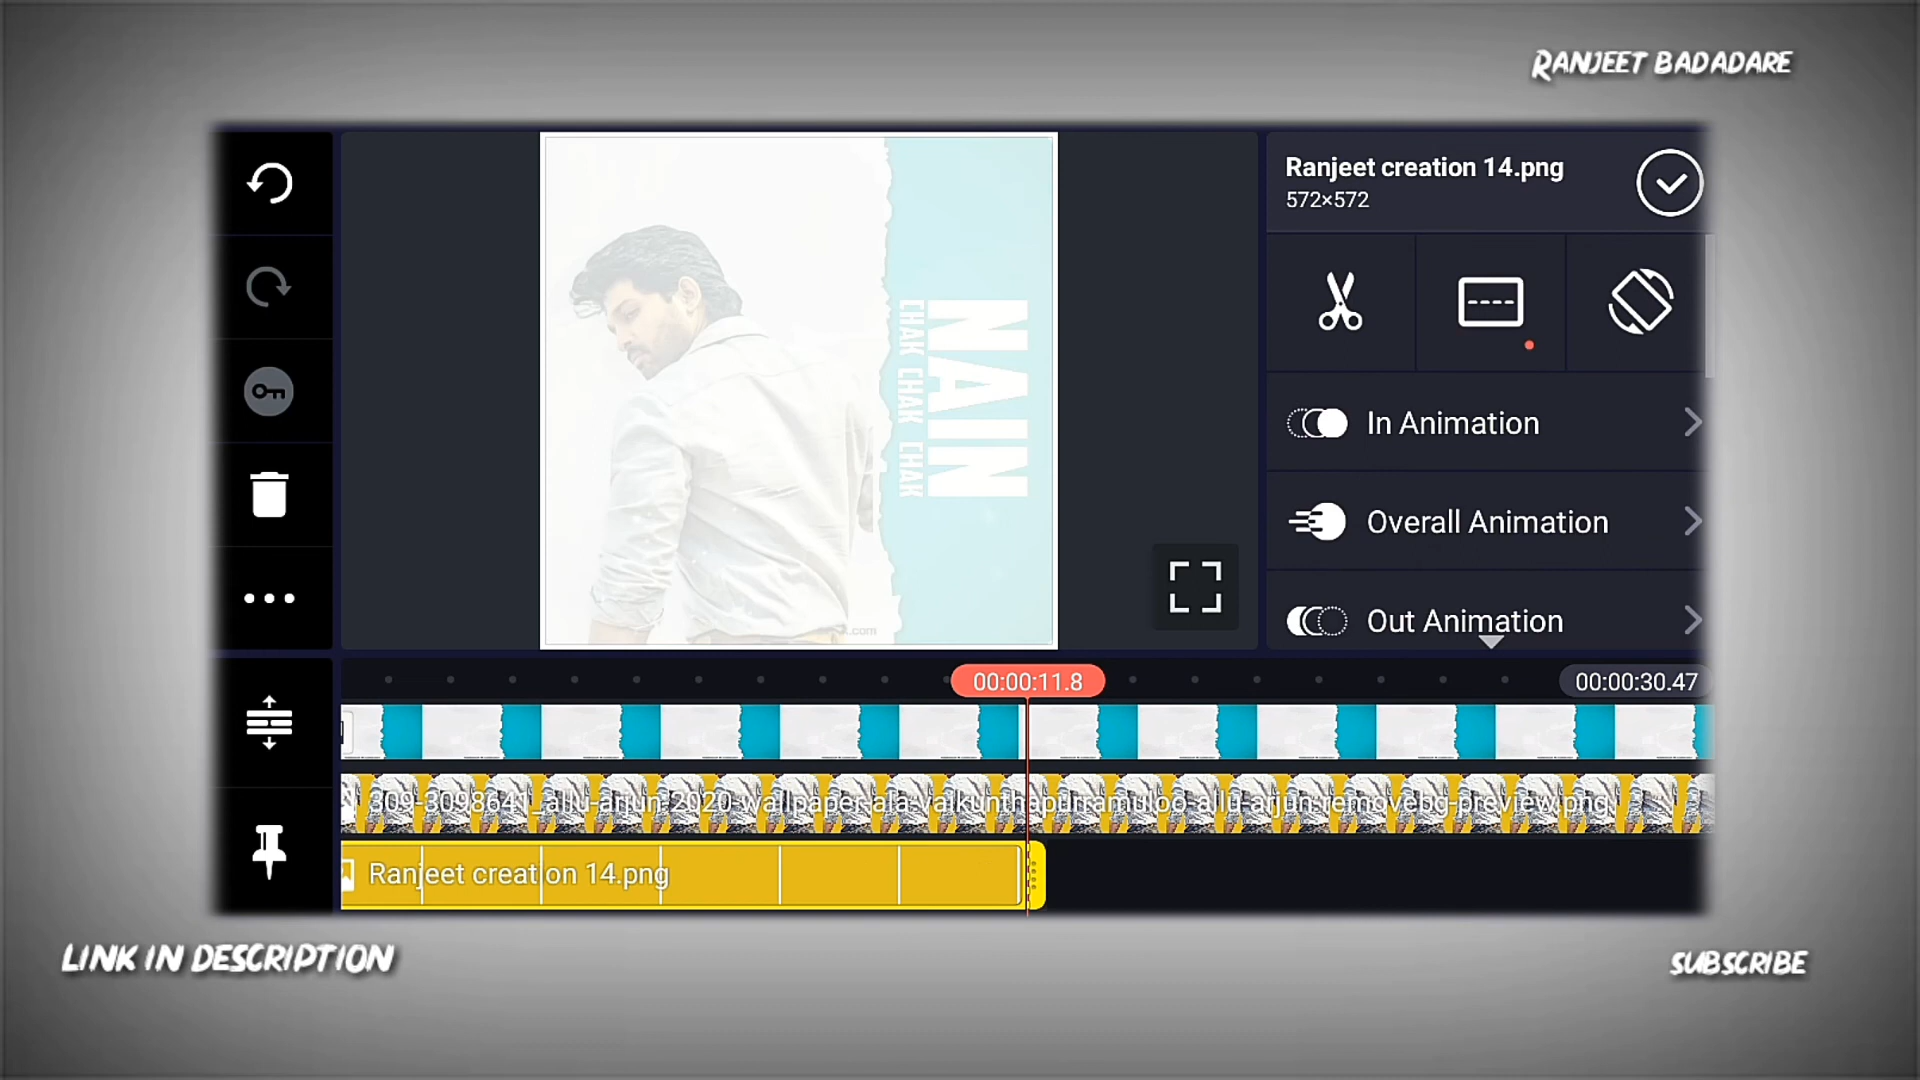 RANJEET BADADARE
Ranjeet creation 14.png
572×572
NAIN
CHAK CHAK CHAK
.com
In Animation
Overall Animation
Out Animation
00:00:11.8
00:00:30.47
309-3098641_allu-arjun-2020-wallpaper-ala-vaikunthapurramuloo-allu-arjun-removebg-preview.png
Ranjeet creation 14.png
LINK IN DESCRIPTION
SUBSCRIBE